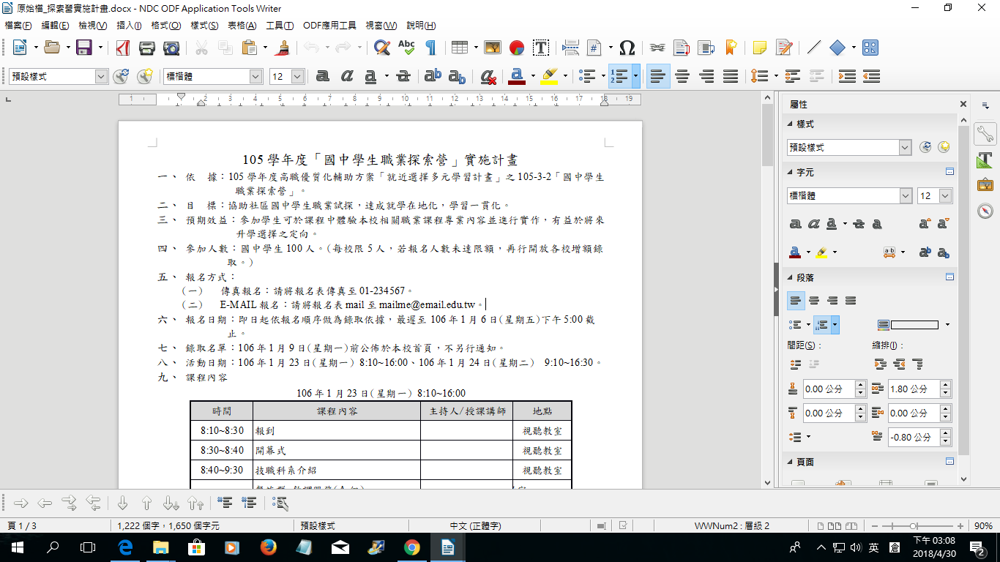 原始檔_探索營實施計畫.docx - NDC ODF Application Tools Writer
檔案(F) 編輯(E) 檢視(V) 插入(I) 格式(O) 樣式(S) 表格(A) 工具(T) ODF應用工具 視窗(W) 說明(H)
Abc
預設樣式 標楷體 12
1 1 2 3 4 5 6 7 8 9 10 11 12 13 14 15 16 17 18 19
105 學年度「國中學生職業探索營」實施計畫
一、 依 據：105 學年度高職優質化輔助方案「就近選擇多元學習計畫」之 105-3-2「國中學生
職業探索營」。
二、 目 標：協助社區國中學生職業試探，達成就學在地化，學習一貫化。
三、 預期效益：參加學生可於課程中體驗本校相關職業課程專業內容並進行實作，有益於將來
升學選擇之定向。
四、 參加人數：國中學生 100 人。(每校限 5 人，若報名人數未達限額，再行開放各校增額錄
取。)
五、 報名方式：
(一) 傳真報名：請將報名表傳真至 01-234567。
(二) E-MAIL 報名：請將報名表 mail 至 mailme@email.edu.tw。
六、 報名日期：即日起依報名順序做為錄取依據，最遲至 106 年 1 月 6 日(星期五)下午 5:00 截
止。
七、 錄取名單：106 年 1 月 9 日(星期一)前公佈於本校首頁，不另行通知。
八、 活動日期：106 年 1 月 23 日(星期一) 8:10~16:00、106 年 1 月 24 日(星期二) 9:10~16:30。
九、 課程內容
106 年 1 月 23 日(星期一) 8:10~16:00
時間 課程內容 主持人/授課講師 地點
8:10~8:30 報到 視聽教室
8:30~8:40 開幕式 視聽教室
8:40~9:30 技職科系介紹 視聽教室
屬性
樣式
預設樣式
字元
標楷體 12
段落
間距(S)： 縮排(I)：
0.00 公分 1.80 公分
0.00 公分 0.00 公分
-0.80 公分
頁面
頁 1 / 3 1,222 個字，1,650 個字元 預設樣式 中文 (正體字) WWNum2 : 層級 2 90%
英 下午 03:08
2018/4/30
2